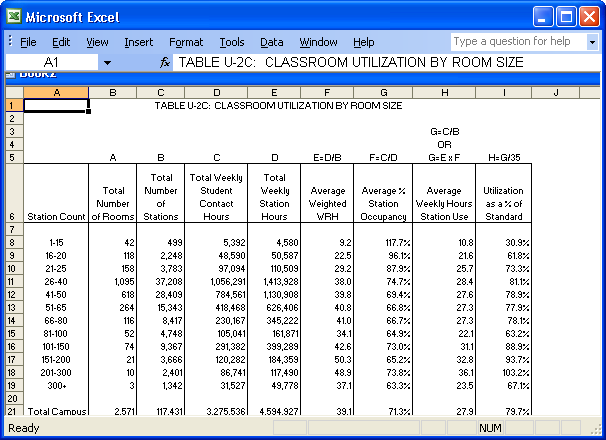 Microsoft Excel
File Edit View Insert Format Tools Data Window Help Type a question for help
A1 fx TABLE U-2C: CLASSROOM UTILIZATION BY ROOM SIZE
Book2
A B C D E F G H I J
1 TABLE U-2C: CLASSROOM UTILIZATION BY ROOM SIZE
2
3 G=C/B
4 OR
5 A B C D E=D/B F=C/D G=E x F H=G/35
Total Total Weekly Total
Total Number Student Weekly Average Average % Average Utilization
Number of Contact Station Weighted Station Weekly Hours as a % of
6 Station Count of Rooms Stations Hours Hours WRH Occupancy Station Use Standard
7
8 1-15 42 499 5,392 4,580 9.2 117.7% 10.8 30.9%
9 16-20 118 2,248 48,590 50,587 22.5 96.1% 21.6 61.8%
10 21-25 158 3,783 97,094 110,509 29.2 87.9% 25.7 73.3%
11 26-40 1,095 37,208 1,056,291 1,413,928 38.0 74.7% 28.4 81.1%
12 41-50 618 28,409 784,561 1,130,908 39.8 69.4% 27.6 78.9%
13 51-65 264 15,343 418,468 626,406 40.8 66.8% 27.3 77.9%
14 66-80 116 8,417 230,167 345,222 41.0 66.7% 27.3 78.1%
15 81-100 52 4,748 105,041 161,871 34.1 64.9% 22.1 63.2%
16 101-150 74 9,367 291,382 399,289 42.6 73.0% 31.1 88.9%
17 151-200 21 3,666 120,282 184,359 50.3 65.2% 32.8 93.7%
18 201-300 10 2,401 86,741 117,490 48.9 73.8% 36.1 103.2%
19 300+ 3 1,342 31,527 49,778 37.1 63.3% 23.5 67.1%
20
21 Total Campus 2,571 117,431 3,275,536 4,594,927 39.1 71.3% 27.9 79.7%
Ready NUM